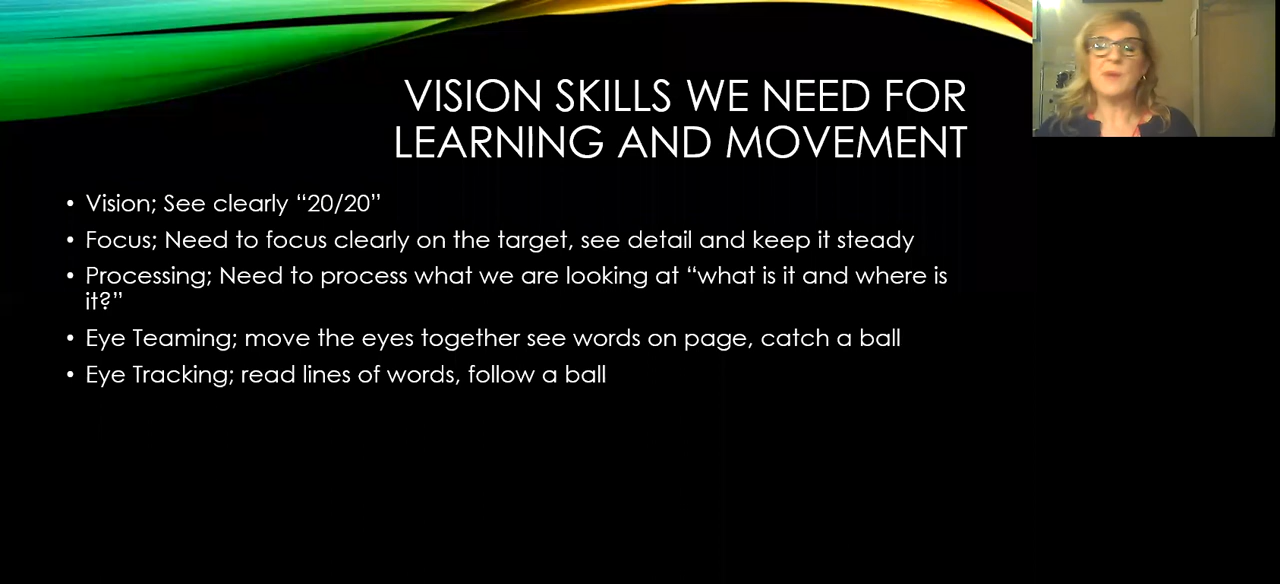 VISION SKILLS WE NEED FOR
LEARNING AND MOVEMENT
• Vision; See clearly “20/20”
• Focus; Need to focus clearly on the target, see detail and keep it steady
• Processing; Need to process what we are looking at “what is it and where is
it?”
• Eye Teaming; move the eyes together see words on page, catch a ball
• Eye Tracking; read lines of words, follow a ball